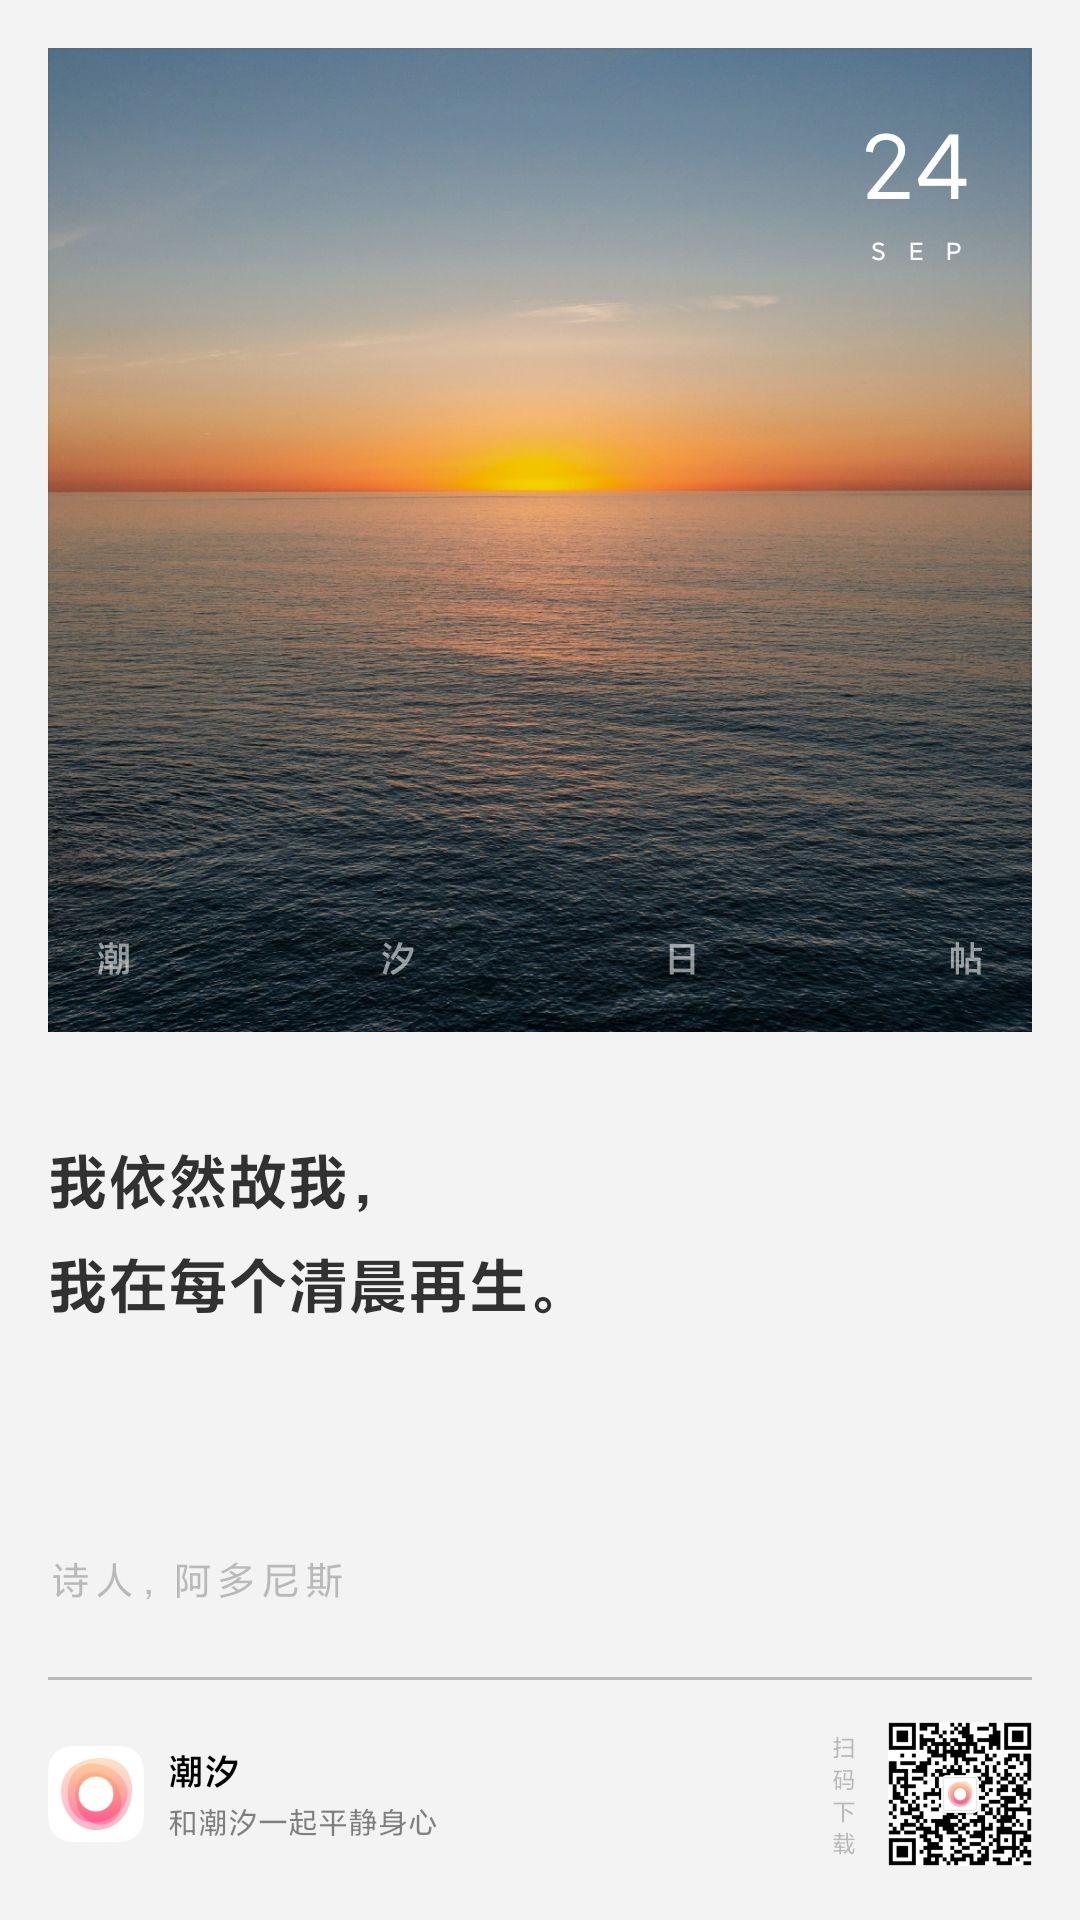 24
SEP
潮汐日帖
我依然故我，
我在每个清晨再生。
诗人，阿多尼斯
潮汐
和潮汐一起平静身心
扫码下载